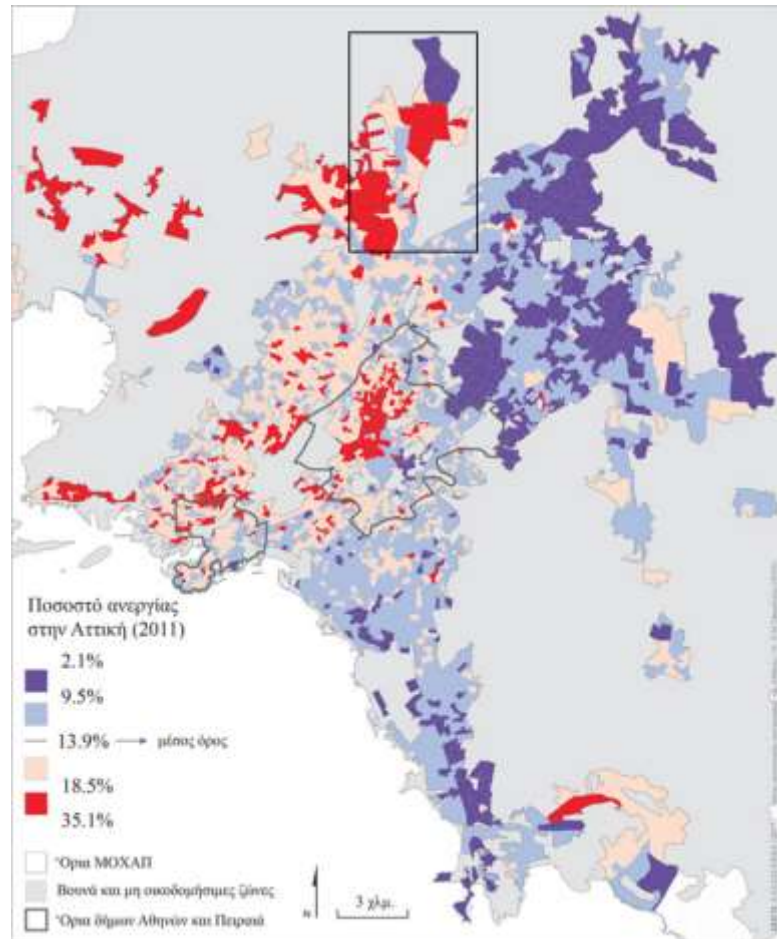 Ποσοστό ανεργίας
στην Αττική (2011)
2.1%
9.5%
13.9% μέσος όρος
18.5%
35.1%
Όρια ΜΟΧΑΠ
Βουνά και μη οικοδομήσιμες ζώνες
Όρια δήμων Αθηνών και Πειραιά
N
3 χλμ.